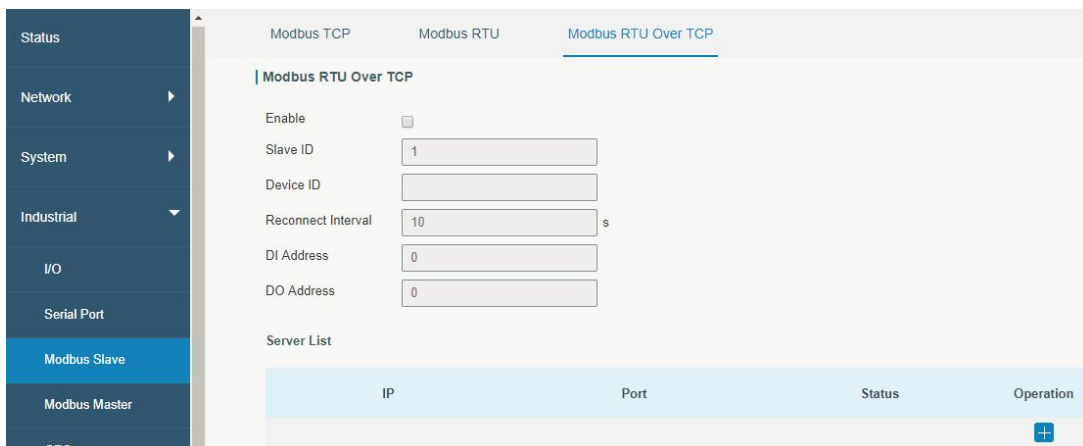 Status
Network
System
Industrial
I/O
Serial Port
Modbus Slave
Modbus Master
Modbus TCP Modbus RTU Modbus RTU Over TCP
Modbus RTU Over TCP
Enable
Slave ID 1
Device ID
Reconnect Interval 10 s
DI Address 0
DO Address 0
Server List
IP Port Status Operation